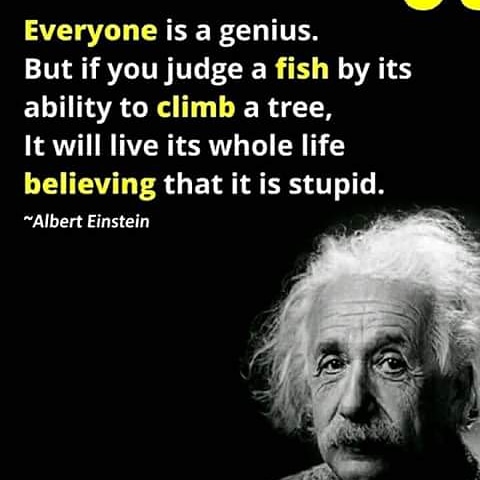 Everyone is a genius.
But if you judge a fish by its
ability to climb a tree,
It will live its whole life
believing that it is stupid.
~Albert Einstein